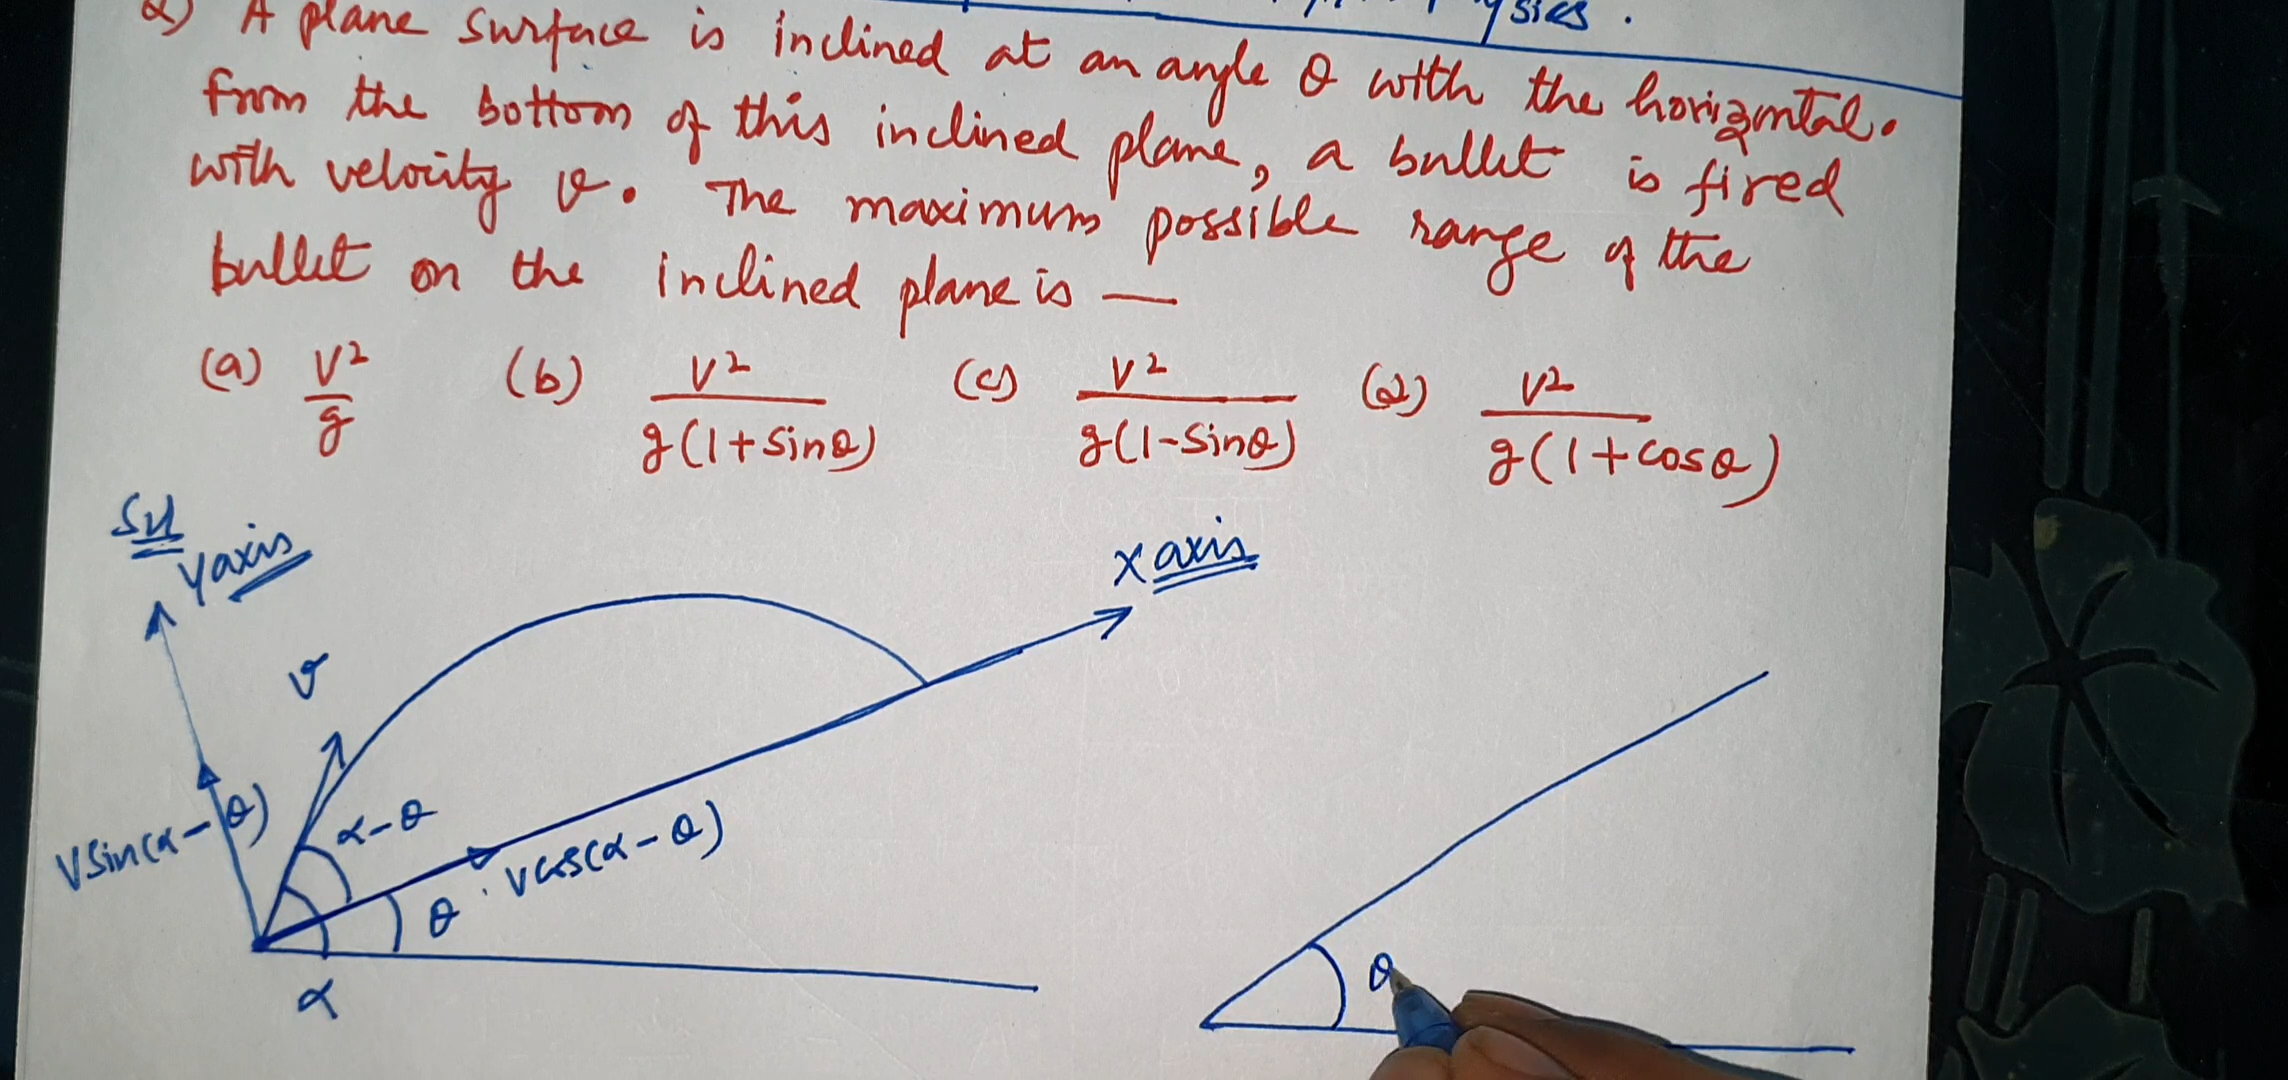 A plane surface is inclined at an angle θ with the horizontal.
from the bottom of this inclined plane, a bullet is fired
with velocity v. The maximum possible range of the
bullet on the inclined plane is —
(a) V²/g (b) V²/g(1+sinθ) (c) V²/g(1-sinθ) (d) V²/g(1+cosθ)
Sol
Y axis
X axis
v
Vsin(α-θ)
α-θ
Vcos(α-θ)
θ
α
θ